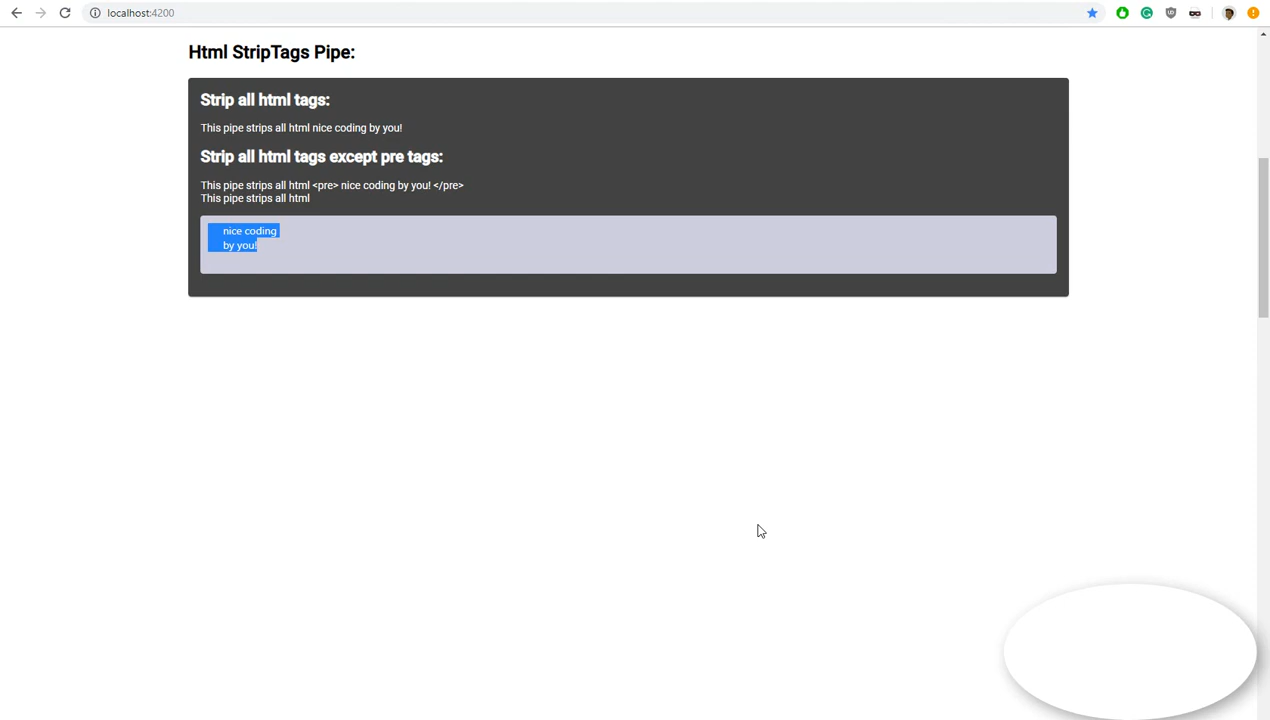 localhost:4200
Html StripTags Pipe:
Strip all html tags:
This pipe strips all html nice coding by you!
Strip all html tags except pre tags:
This pipe strips all html <pre> nice coding by you! </pre>
This pipe strips all html
nice coding
by you!